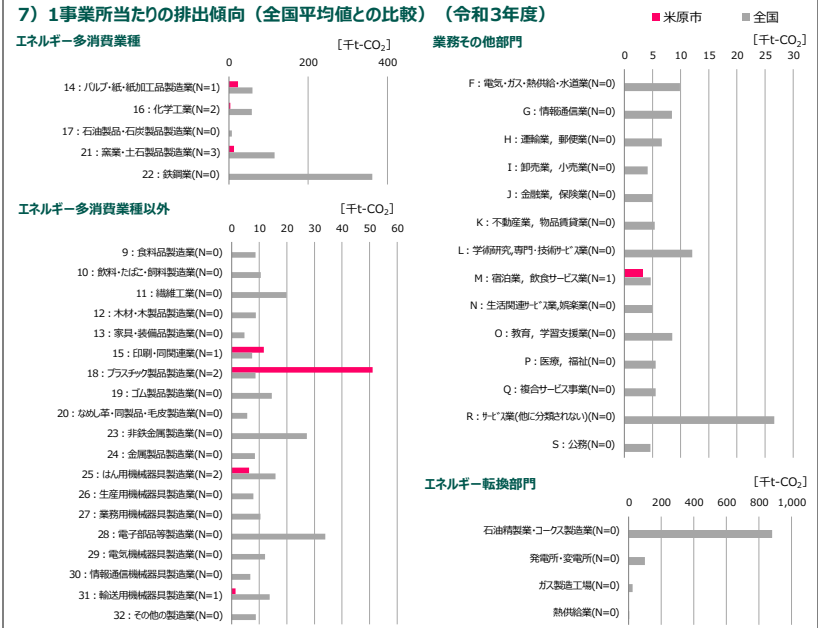 7）1事業所当たりの排出傾向（全国平均値との比較）（令和3年度）
■米原市 ■全国
エネルギー多消費業種
[千t-CO₂]
0 200 400
14：パルプ・紙・紙加工品製造業(N=1)
16：化学工業(N=2)
17：石油製品・石炭製品製造業(N=0)
21：窯業・土石製品製造業(N=3)
22：鉄鋼業(N=0)
エネルギー多消費業種以外
[千t-CO₂]
0 10 20 30 40 50 60
9：食料品製造業(N=0)
10：飲料・たばこ・飼料製造業(N=0)
11：繊維工業(N=0)
12：木材・木製品製造業(N=0)
13：家具・装備品製造業(N=0)
15：印刷・同関連業(N=1)
18：プラスチック製品製造業(N=2)
19：ゴム製品製造業(N=0)
20：なめし革・同製品・毛皮製造業(N=0)
23：非鉄金属製造業(N=0)
24：金属製品製造業(N=0)
25：はん用機械器具製造業(N=2)
26：生産用機械器具製造業(N=0)
27：業務用機械器具製造業(N=0)
28：電子部品等製造業(N=0)
29：電気機械器具製造業(N=0)
30：情報通信機械器具製造業(N=0)
31：輸送用機械器具製造業(N=1)
32：その他の製造業(N=0)
業務その他部門
[千t-CO₂]
0 5 10 15 20 25 30
F：電気・ガス・熱供給・水道業(N=0)
G：情報通信業(N=0)
H：運輸業，郵便業(N=0)
I：卸売業，小売業(N=0)
J：金融業，保険業(N=0)
K：不動産業，物品賃貸業(N=0)
L：学術研究,専門・技術サービス業(N=0)
M：宿泊業，飲食サービス業(N=1)
N：生活関連サービス業,娯楽業(N=0)
O：教育，学習支援業(N=0)
P：医療，福祉(N=0)
Q：複合サービス事業(N=0)
R：サービス業(他に分類されない)(N=0)
S：公務(N=0)
エネルギー転換部門
[千t-CO₂]
0 200 400 600 800 1,000
石油精製業・コークス製造業(N=0)
発電所・変電所(N=0)
ガス製造工場(N=0)
熱供給業(N=0)